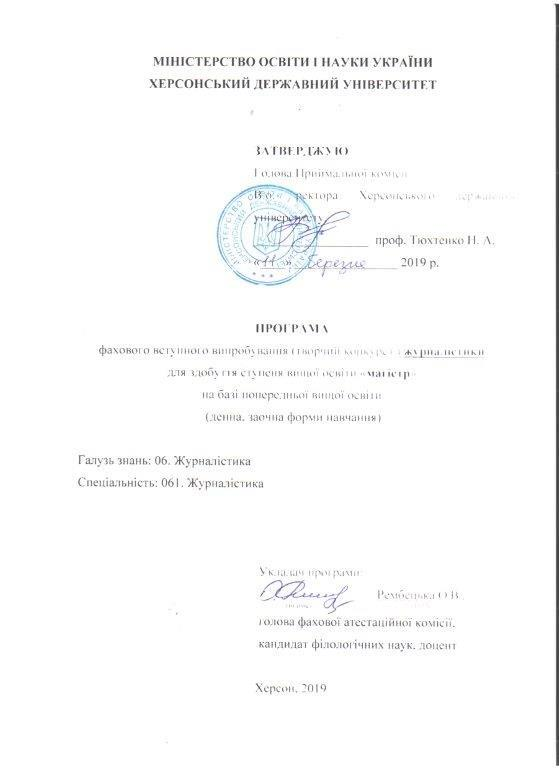 МІНІСТЕРСТВО ОСВІТИ І НАУКИ УКРАЇНИ
ХЕРСОНСЬКИЙ ДЕРЖАВНИЙ УНІВЕРСИТЕТ
ЗАТВЕРДЖУЮ
Голова Приймальної комісії
В.о. ректора Херсонського державного
університету
проф. Тюхтенко Н. А.
«11» березня 2019 р.
ПРОГРАМА
фахового вступного випробування (творчий конкурс) з журналістики
для здобуття ступеня вищої освіти «магістр»
на базі попередньої вищої освіти
(денна, заочна форми навчання)
Галузь знань: 06. Журналістика
Спеціальність: 061. Журналістика
Укладач програми:
Рембецька О.В.,
голова фахової атестаційної комісії,
кандидат філологічних наук, доцент
Херсон, 2019